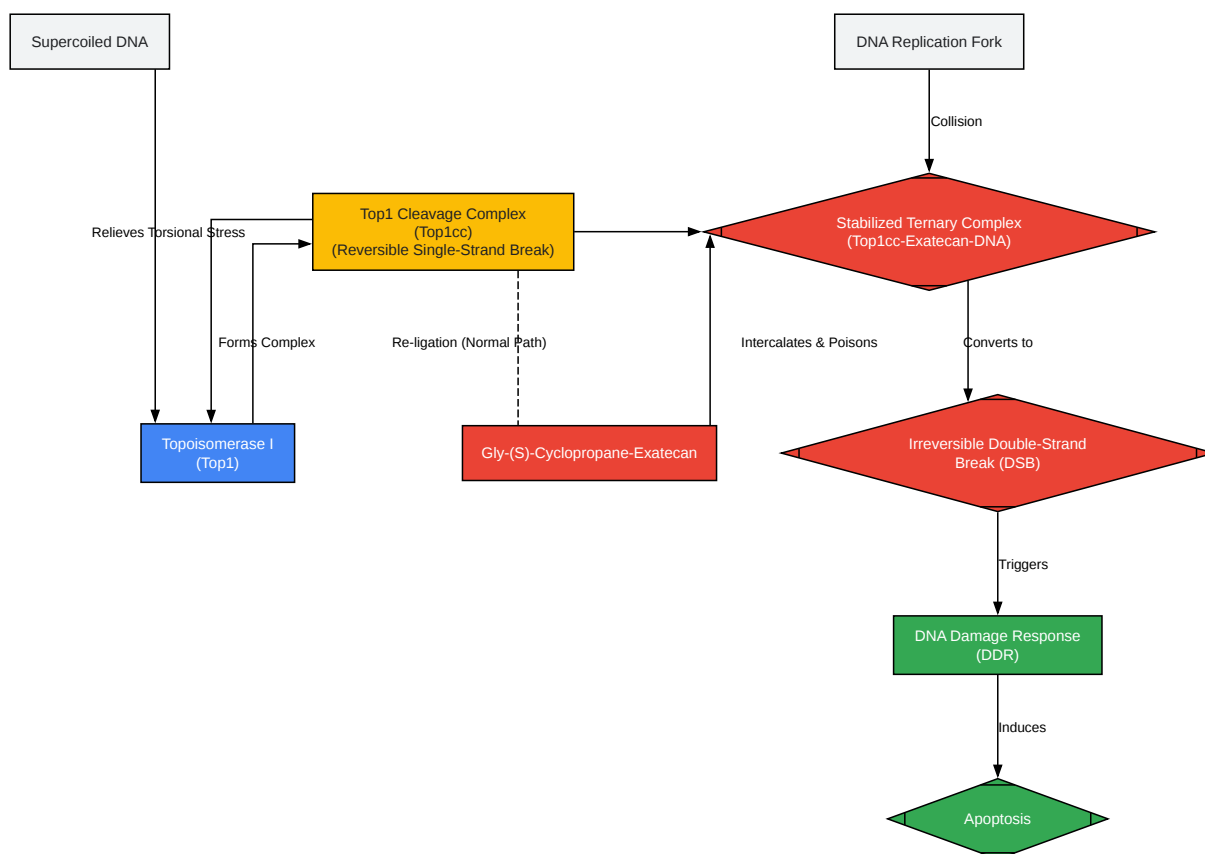 Supercoiled DNA
DNA Replication Fork
Collision
Top1 Cleavage Complex
(Top1cc)
(Reversible Single-Strand Break)
Stabilized Ternary Complex
(Top1cc-Exatecan-DNA)
Relieves Torsional Stress
Forms Complex
Re-ligation (Normal Path)
Intercalates & Poisons
Converts to
Topoisomerase I
(Top1)
Gly-(S)-Cyclopropane-Exatecan
Irreversible Double-Strand
Break (DSB)
Triggers
DNA Damage Response
(DDR)
Induces
Apoptosis